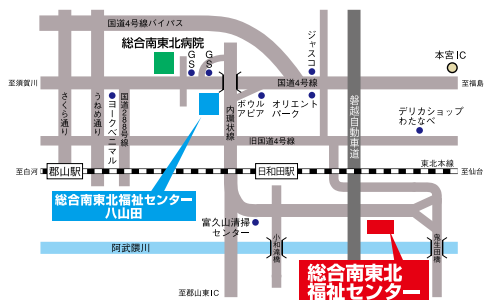 国道4号線バイパス
総合南東北病院
GS
GS
ジャスコ
本宮IC
至須賀川
国道4号線
至福島
さくら通り
うねめ通り
ヨークベニマル
国道288号線
内環状線
ボウル
アピア
オリエント
パーク
磐越自動車道
デリカショップ
わたなべ
旧国道4号線
東北本線
至白河
郡山駅
日和田駅
至仙台
総合南東北福祉センター
八山田
富久山清掃
センター
小和滝橋
鬼生田橋
阿武隈川
総合南東北
福祉センター
至郡山東IC